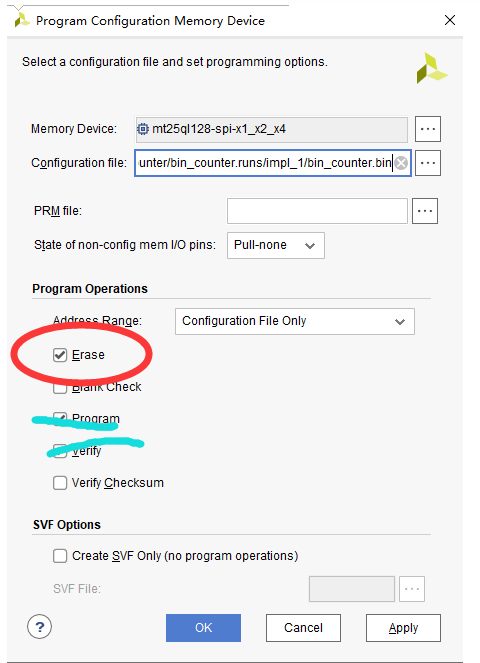 Program Configuration Memory Device
Select a configuration file and set programming options.
Memory Device: mt25ql128-spi-x1_x2_x4 ...
Configuration file: unter/bin_counter.runs/impl_1/bin_counter.bin ...
PRM file: ...
State of non-config mem I/O pins: Pull-none
Program Operations
Address Range: Configuration File Only
Erase
Blank Check
Program
Verify
Verify Checksum
SVF Options
Create SVF Only (no program operations)
SVF File: ...
? OK Cancel Apply